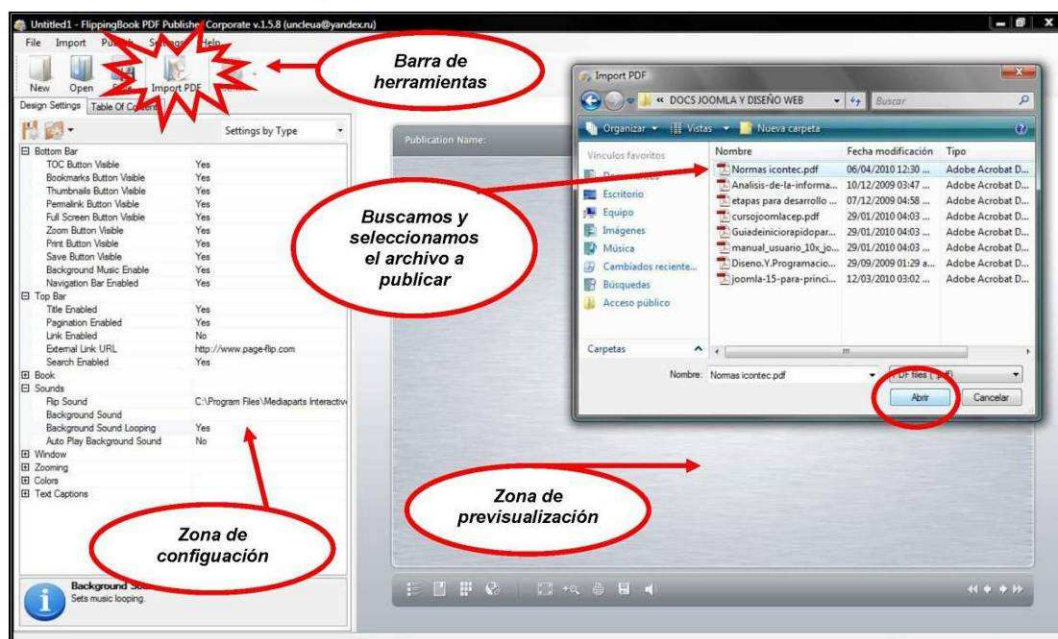 Untitled1 - FlippingBook PDF Publisher Corporate v.1.5.8 (uncleua@yandex.ru)
File Import Settings Help
New Open Import PDF
Barra de
herramientas
Design Settings Table Of
Settings by Type
Bottom Bar
TOC Button Visible Yes
Bookmarks Button Visible Yes
Thumbnails Button Visible Yes
Permalink Button Visible Yes
Full Screen Button Visible Yes
Zoom Button Visible Yes
Print Button Visible Yes
Save Button Visible Yes
Background Music Enable Yes
Navigation Bar Enabled Yes
Top Bar
Title Enabled Yes
Pagination Enabled Yes
Link Enabled No
External Link URL http://www.page-flip.com
Search Enabled Yes
Book
Sounds
Flip Sound C:\Program Files\Mediaparts Interactive
Background Sound
Background Sound Looping Yes
Auto Play Background Sound No
Window
Zooming
Colors
Text Captions
Zona de
configuación
Background
Sets music looping.
Publication Name:
Buscamos y
seleccionamos
el archivo a
publicar
Zona de
previsualización
Import PDF
« DOCS JOOMLA Y DISEÑO WEB Buscar
Organizar Vistas Nueva carpeta
Vínculos favoritos
Escritorio
Equipo
Imágenes
Música
Cambiados reciente...
Búsquedas
Acceso público
Carpetas
Nombre Fecha modificación Tipo
Normas icontec.pdf 06/04/2010 12:30 ... Adobe Acrobat D...
Analisis-de-la-informa... 10/12/2009 03:47 ... Adobe Acrobat D...
etapas para desarrollo ... 07/12/2009 04:58 ... Adobe Acrobat D...
cursojoomlacep.pdf 29/01/2010 04:03 ... Adobe Acrobat D...
Guiadeiniciorapidopar... 29/01/2010 04:03 ... Adobe Acrobat D...
manual_usuario_10x_jo... 29/01/2010 04:03 ... Adobe Acrobat D...
Diseno.Y.Programacio... 29/09/2009 01:29 a... Adobe Acrobat D...
joomla-15-para-princi... 12/03/2010 03:02 ... Adobe Acrobat D...
Nombre: Normas icontec.pdf PDF files (*.pdf)
Abrir Cancelar